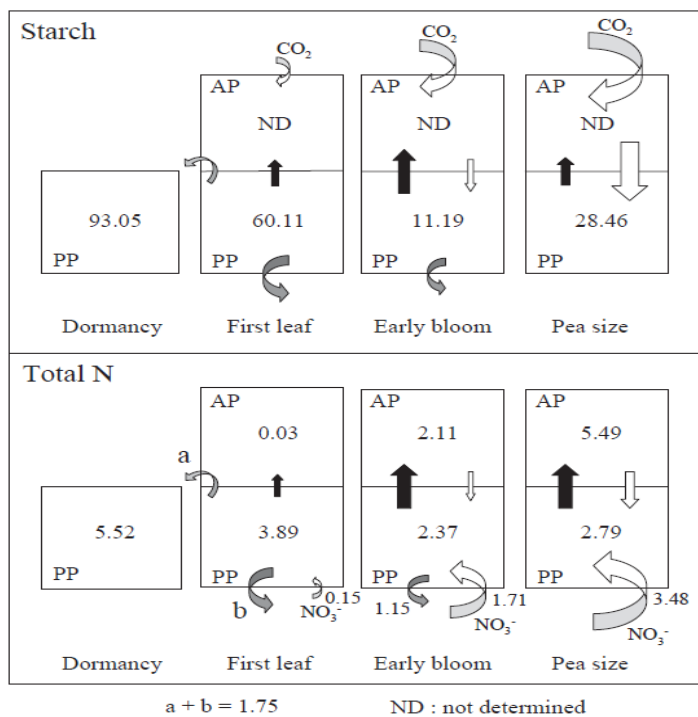 Starch
CO2 CO2 CO2
AP AP AP
ND ND ND
93.05 60.11 11.19 28.46
PP PP PP PP
Dormancy First leaf Early bloom Pea size
Total N
AP AP AP
0.03 2.11 5.49
a
5.52 3.89 2.37 2.79
PP PP PP PP
b 0.15 1.15 1.71 3.48
NO3- NO3- NO3-
Dormancy First leaf Early bloom Pea size
a + b = 1.75 ND : not determined